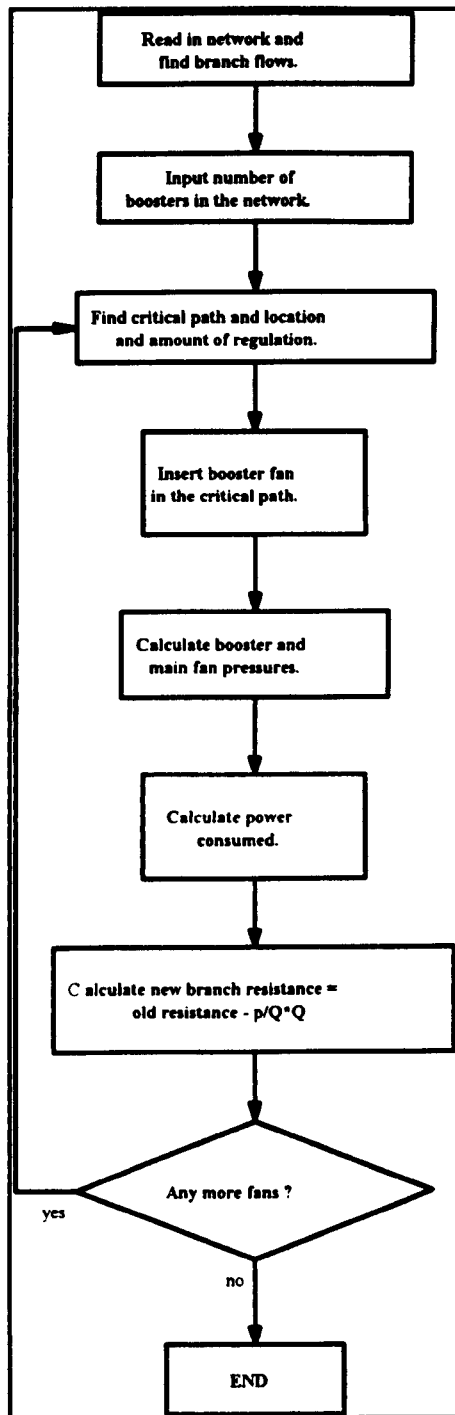 Read in network and
find branch flows.
Input number of
boosters in the network.
Find critical path and location
and amount of regulation.
Insert booster fan
in the critical path.
Calculate booster and
main fan pressures.
Calculate power
consumed.
C alculate new branch resistance =
old resistance - p/Q*Q
Any more fans ?
yes
no
END